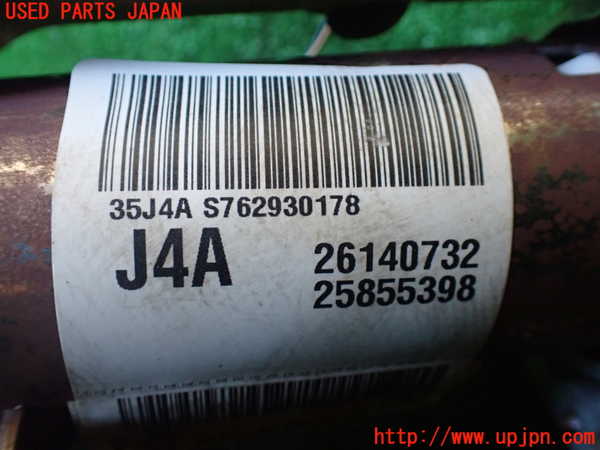 USED PARTS JAPAN
35J4A S762930178
J4A 26140732
25855398
http://www.upjpn.com/